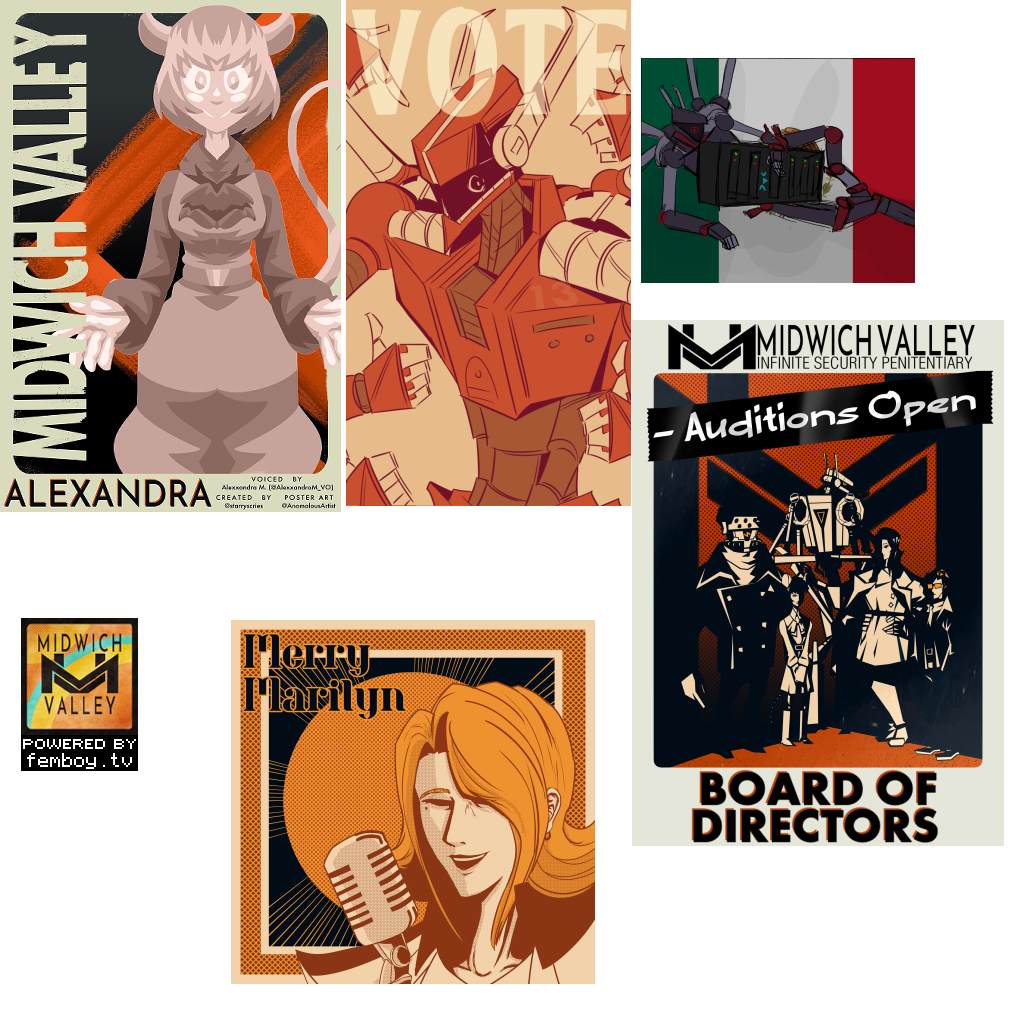 MIDWICH VALLEY
ALEXANDRA
VOICED BY
Alexxandra M. (@AlexxandraM_VO)
CREATED BY
@starryscries
POSTER ART
@AnomalousArtist
VOTE
13
MIDWICH VALLEY
INFINITE SECURITY PENITENTIARY
- Auditions Open
BOARD OF
DIRECTORS
MIDWICH
VALLEY
POWERED BY
femboy.tv
Merry
Marilyn